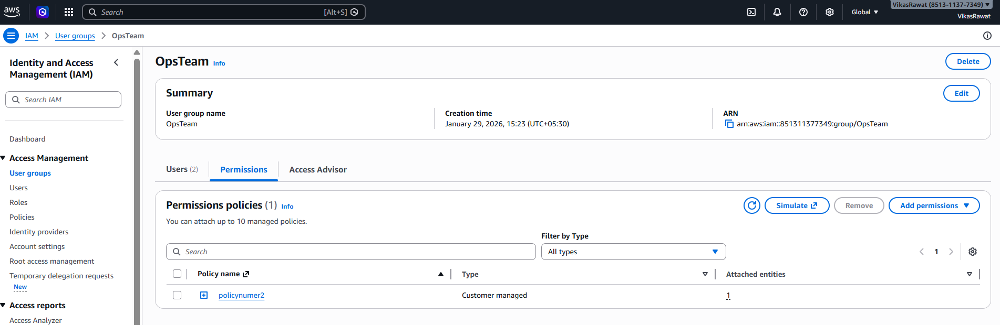 aws
Search
[Alt+S]
Global
VikasRawat (8513-1137-7349)
VikasRawat
IAM
User groups
OpsTeam
Identity and Access Management (IAM)
Search IAM
Dashboard
Access Management
User groups
Users
Roles
Policies
Identity providers
Account settings
Root access management
Temporary delegation requests
New
Access reports
Access Analyzer
OpsTeam Info
Delete
Summary
Edit
User group name
OpsTeam
Creation time
January 29, 2026, 15:23 (UTC+05:30)
ARN
arn:aws:iam::851311377349:group/OpsTeam
Users (2)
Permissions
Access Advisor
Permissions policies (1) Info
You can attach up to 10 managed policies.
Simulate
Remove
Add permissions
Filter by Type
Search
All types
1
Policy name
Type
Attached entities
policynumer2
Customer managed
1